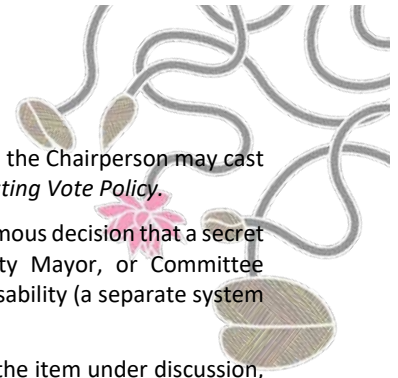 the Chairperson may cast
ting Vote Policy.
mous decision that a secret
ty Mayor, or Committee
sability (a separate system
the item under discussion,